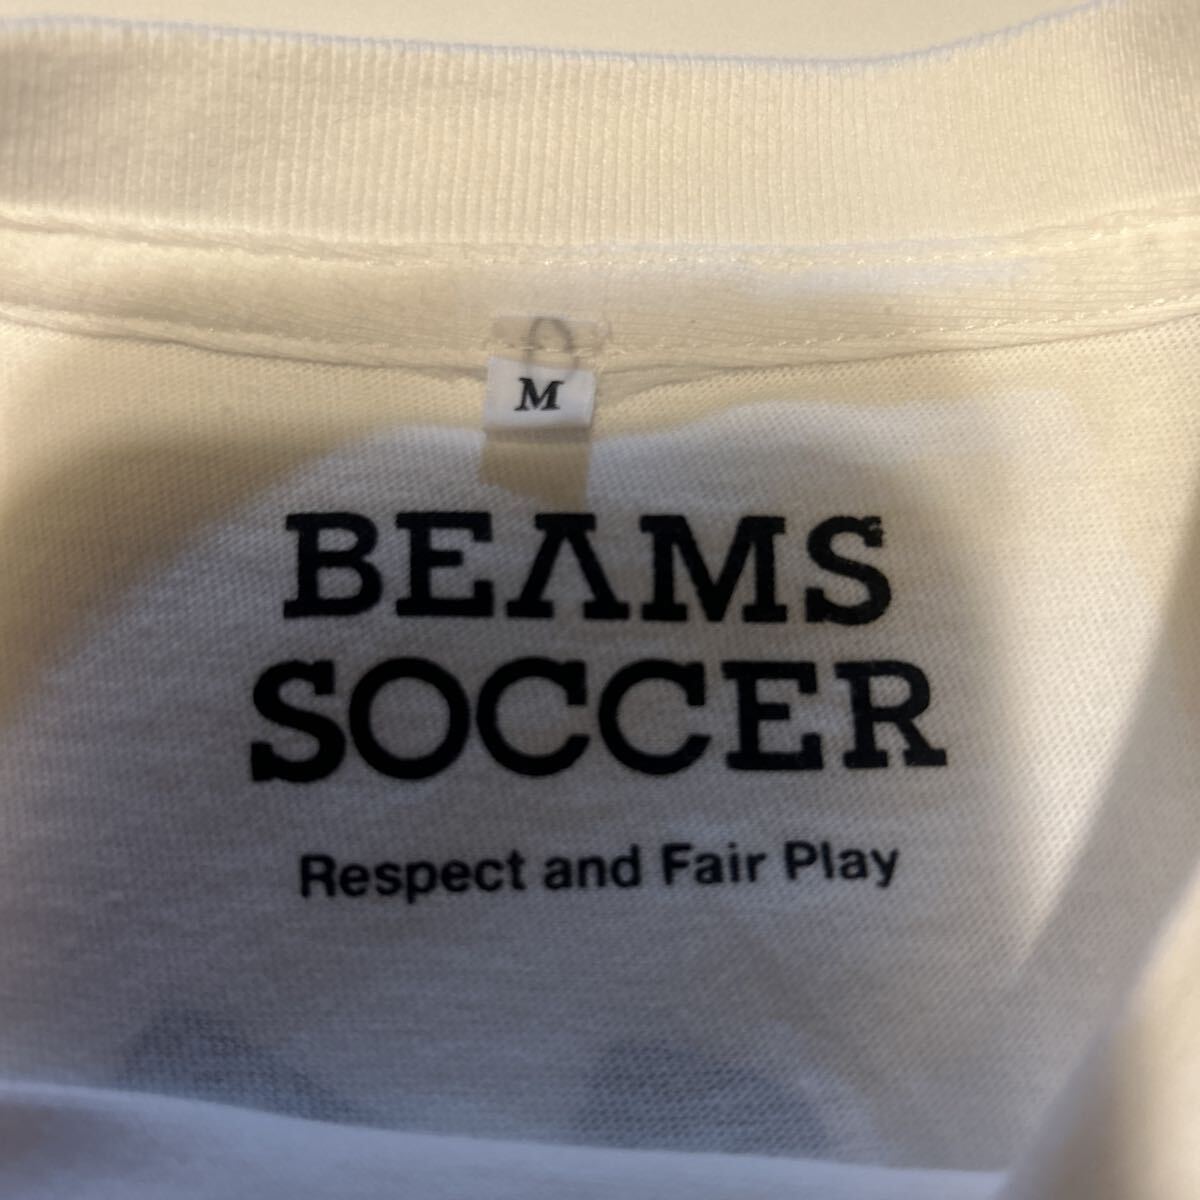 M
BEAMS
SOCCER
Respect and Fair Play